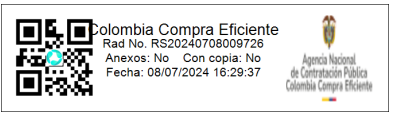 Colombia Compra Eficiente
Rad No. RS20240708009726
Anexos: No Con copia: No
Fecha: 08/07/2024 16:29:37
Agencia Nacional
de Contratación Pública
Colombia Compra Eficiente